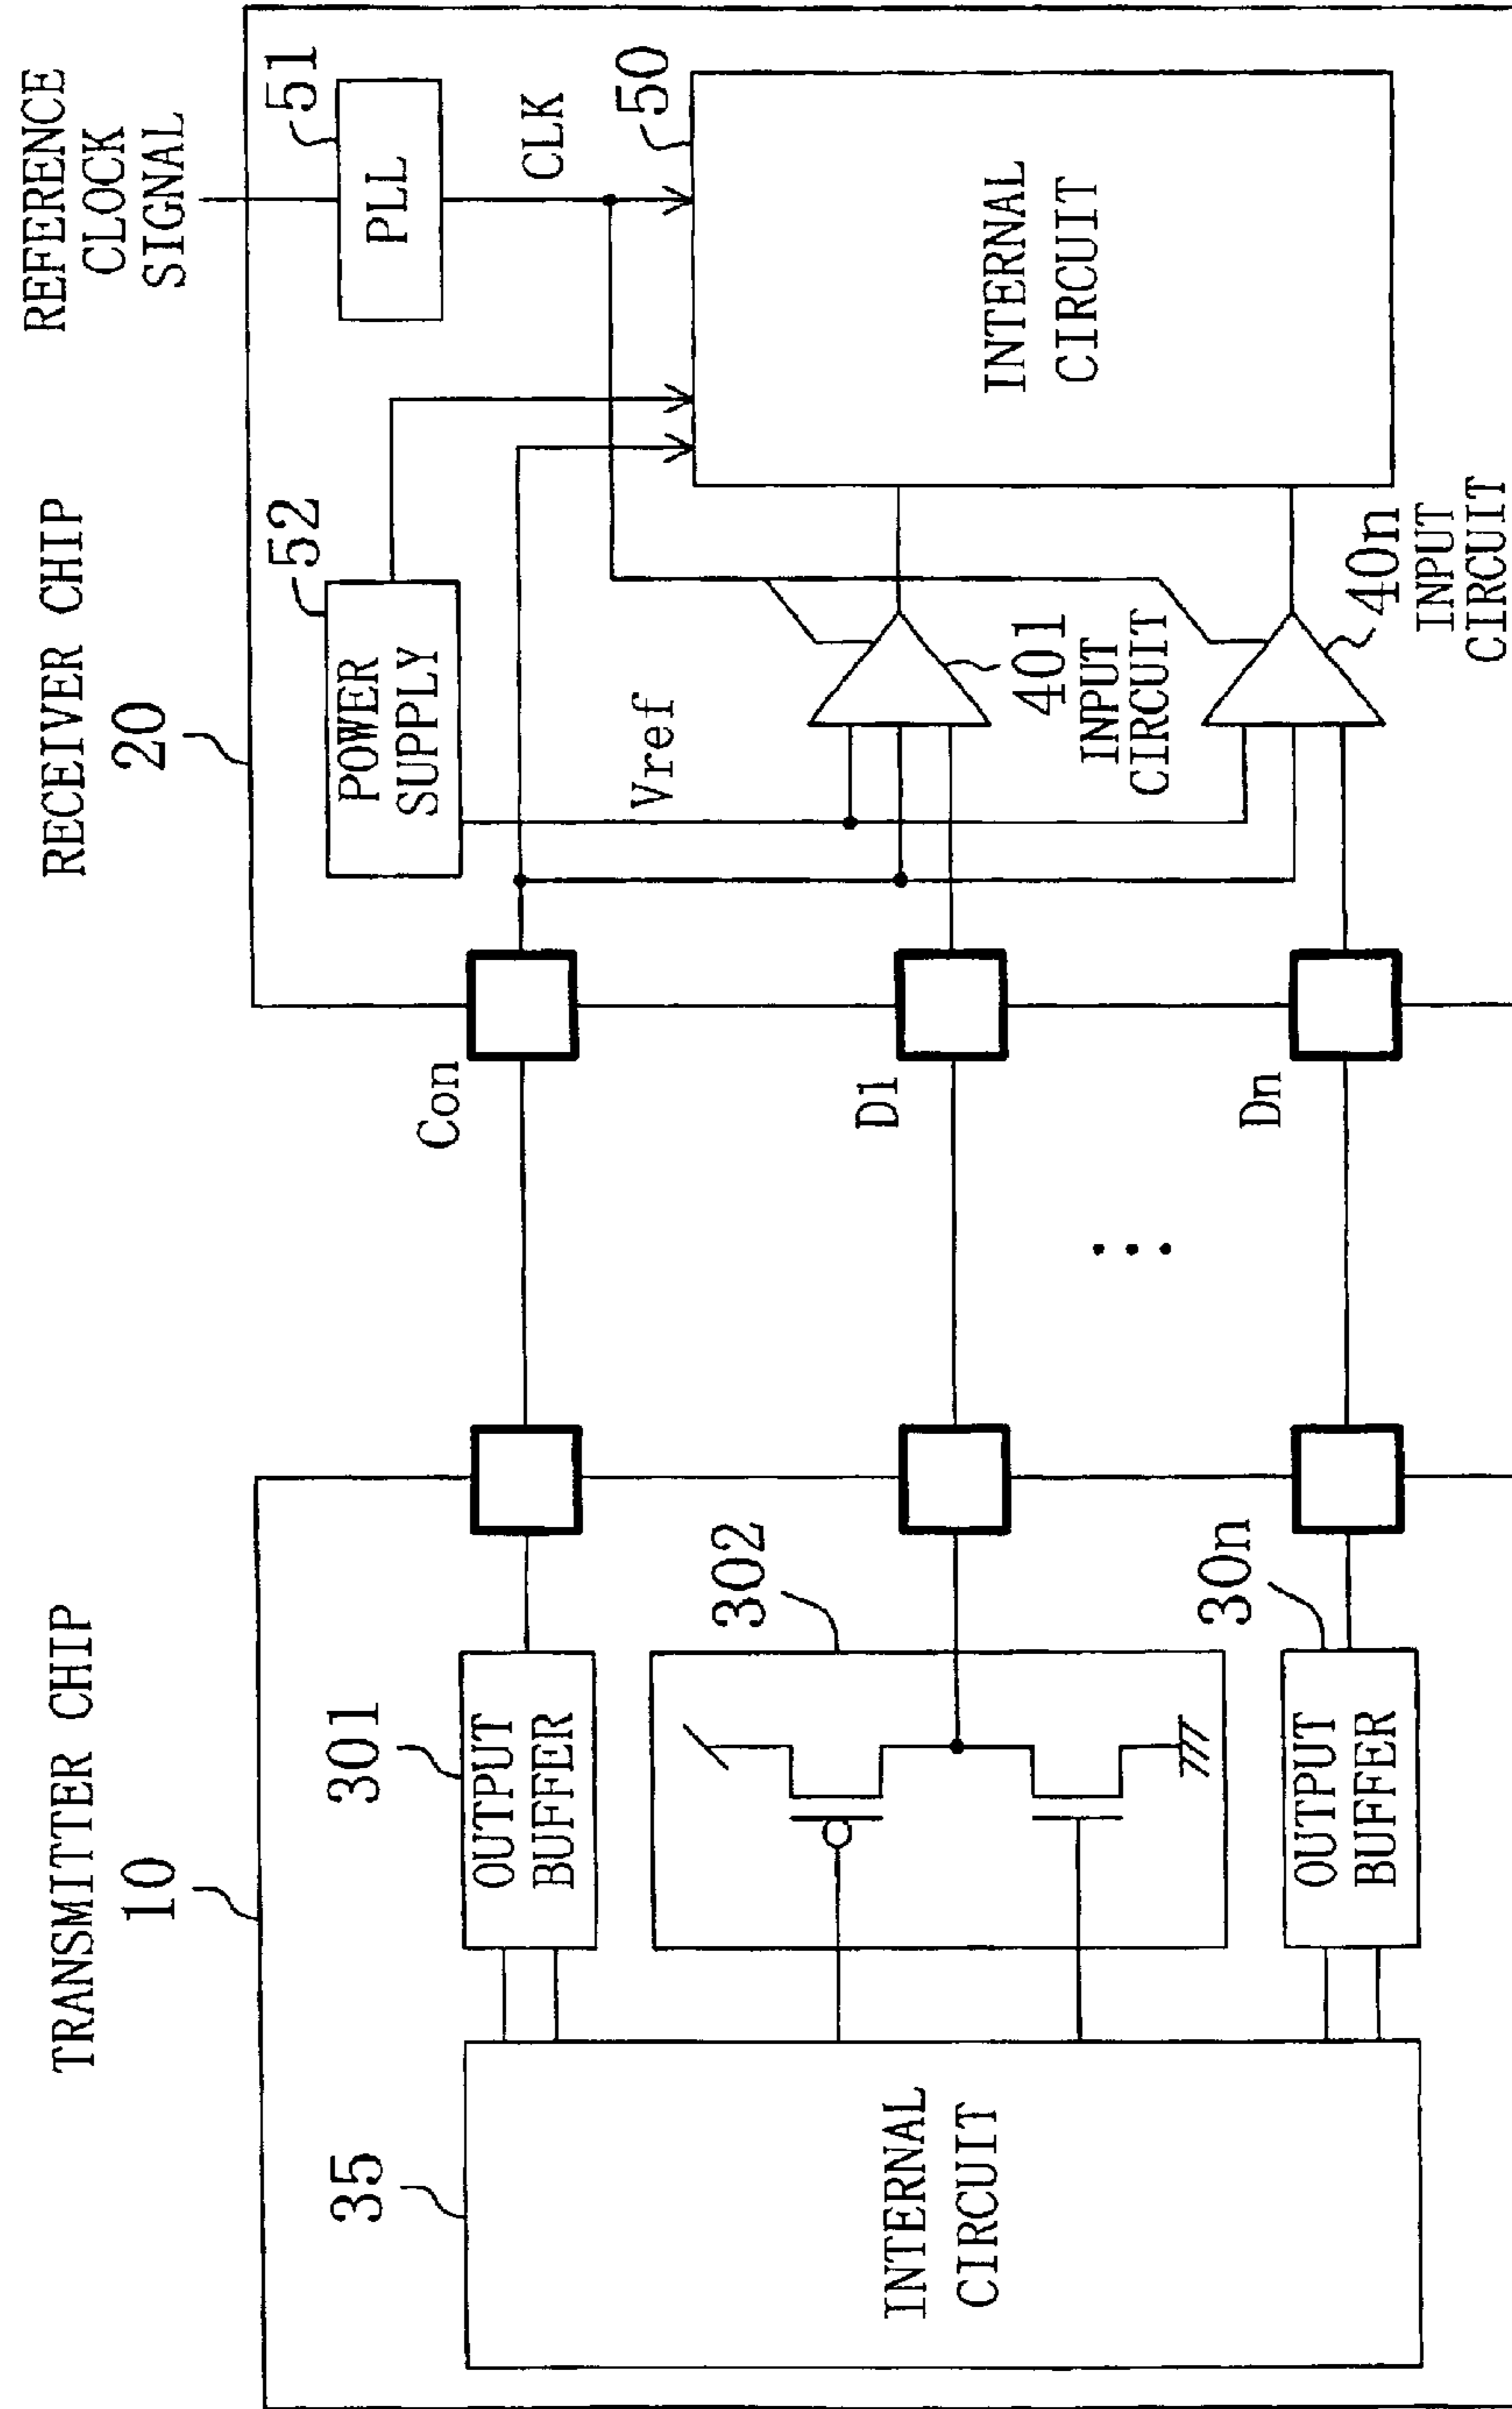 TRANSMITTER CHIP
10
RECEIVER CHIP
20
REFERENCE
CLOCK
SIGNAL
35
INTERNAL
CIRCUIT
301
OUTPUT
BUFFER
302
30n
OUTPUT
BUFFER
Con
D1
Dn
...
52
POWER
SUPPLY
51
PLL
CLK
Vref
401
INPUT
CIRCUIT
40n
INPUT
CIRCUIT
50
INTERNAL
CIRCUIT